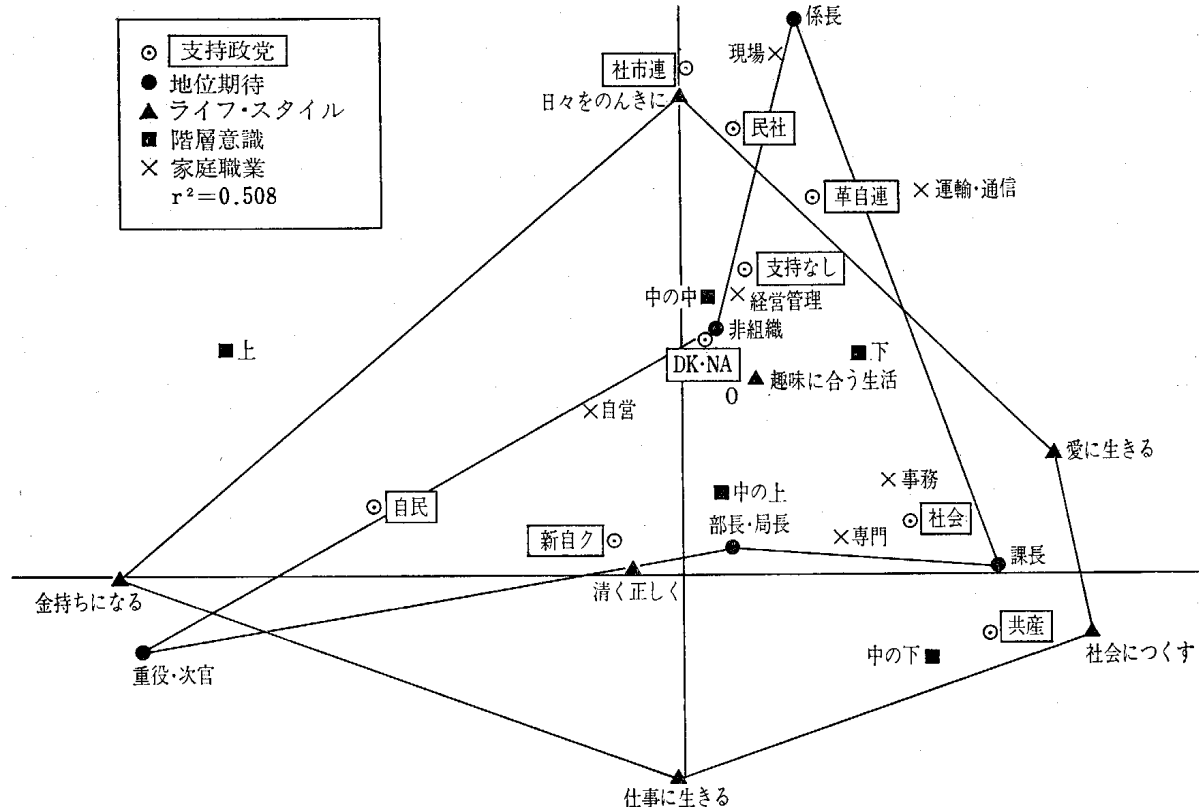 支持政党
地位期待
ライフ・スタイル
階層意識
家庭職業
r²=0.508
係長
現場
社市連
日々をのんきに
民社
革自連
運輸・通信
支持なし
中の中
経営管理
非組織
上
DK・NA
下
趣味に合う生活
O
自営
愛に生きる
事務
中の上
自民
社会
部長・局長
新自ク
専門
課長
清く正しく
金持ちになる
共産
中の下
社会につくす
重役・次官
仕事に生きる